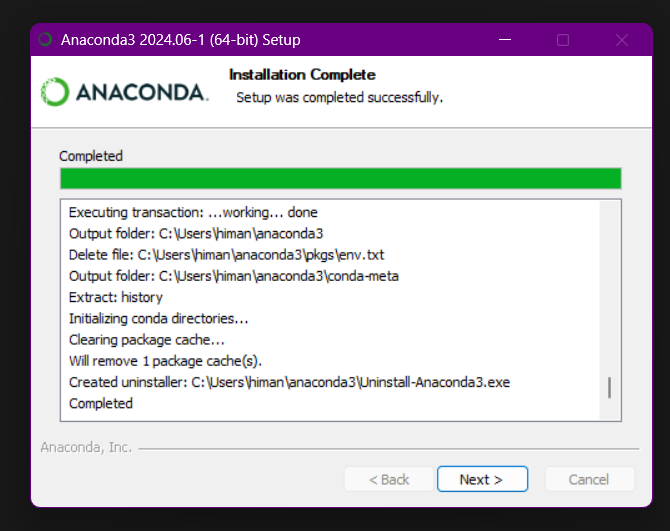 Anaconda3 2024.06-1 (64-bit) Setup
Installation Complete
Setup was completed successfully.
ANACONDA.
Completed
Executing transaction: ...working... done
Output folder: C:\Users\himan\anaconda3
Delete file: C:\Users\himan\anaconda3\pkgs\env.txt
Output folder: C:\Users\himan\anaconda3\conda-meta
Extract: history
Initializing conda directories...
Clearing package cache...
Will remove 1 package cache(s).
Created uninstaller: C:\Users\himan\anaconda3\Uninstall-Anaconda3.exe
Completed
Anaconda, Inc.
< Back Next > Cancel